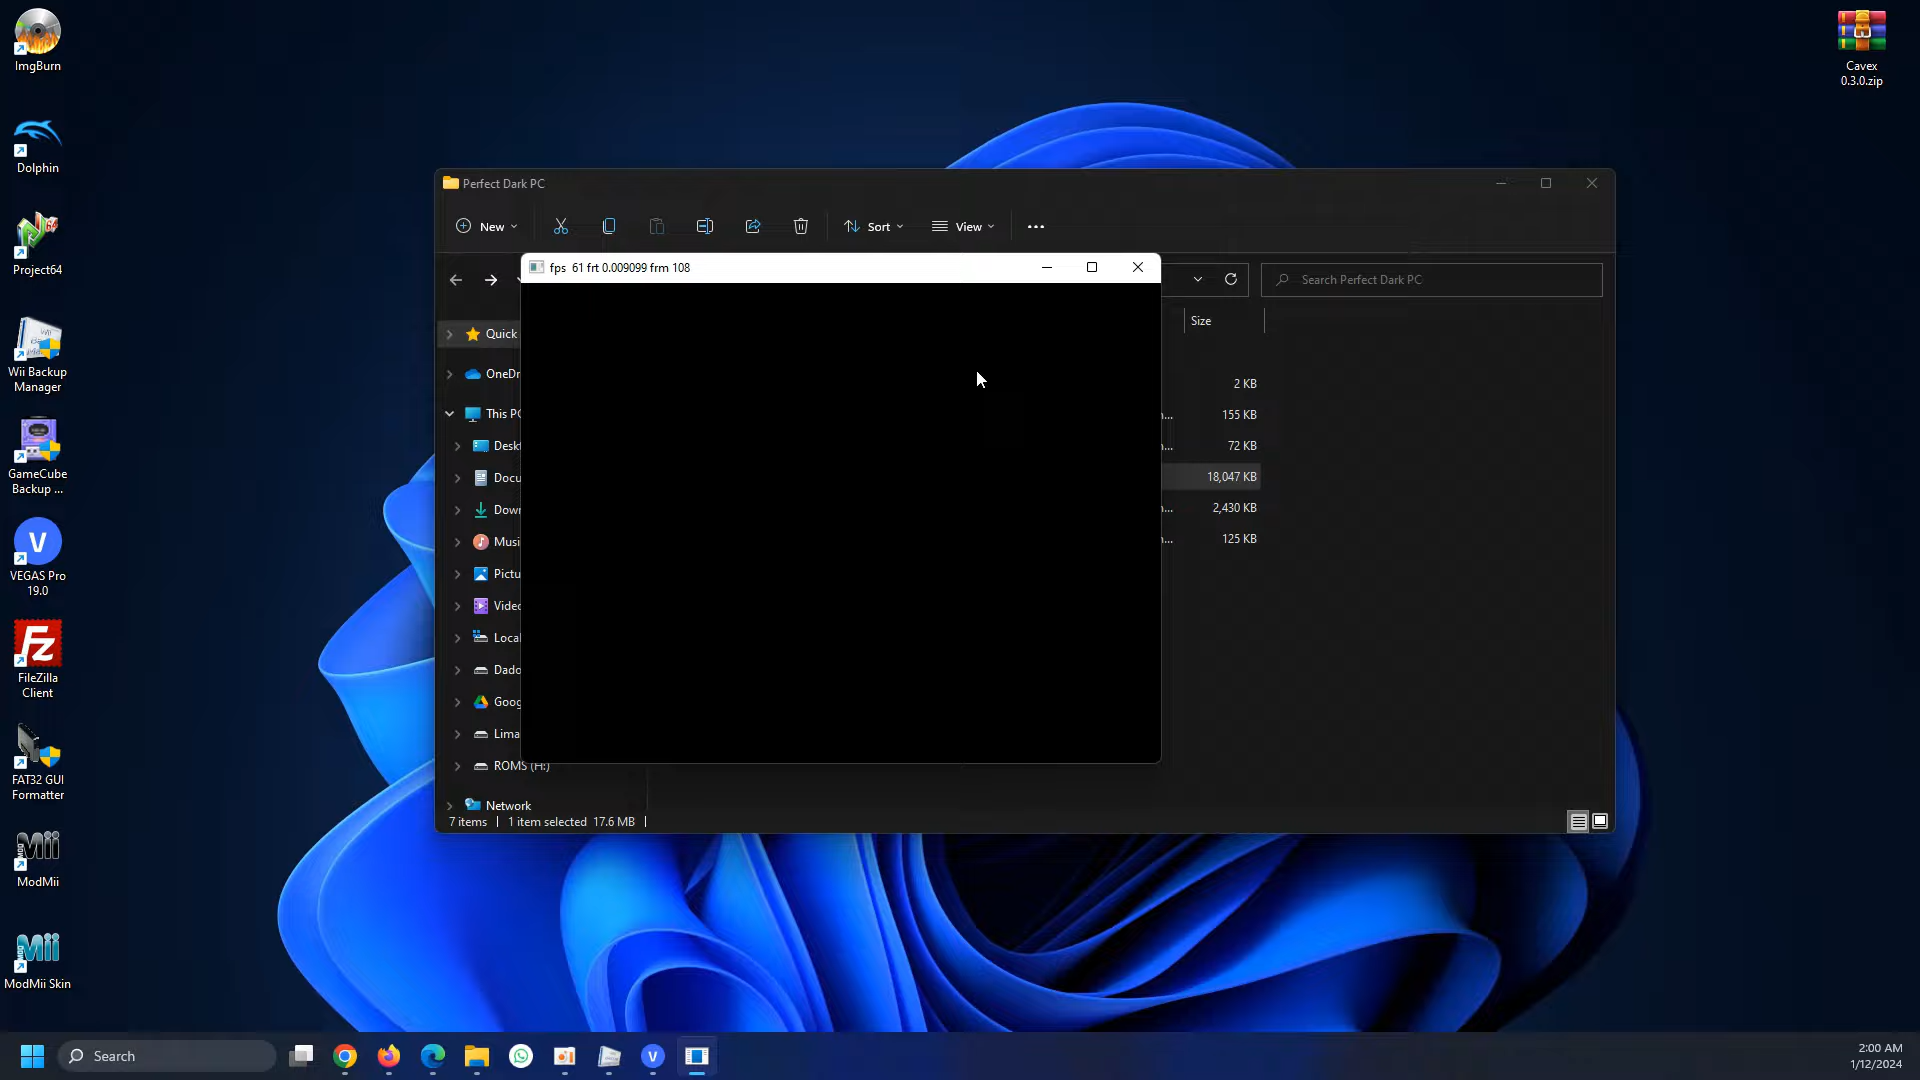 ImgBurn
Dolphin
Project64
Wii Backup
Manager
GameCube
Backup ...
VEGAS Pro
19.0
FileZilla
Client
FAT32 GUI
Formatter
ModMii
ModMii Skin
Cavex
0.3.0.zip
Perfect Dark PC
New
Sort
View
fps 61 frt 0.009099 frm 108
Search Perfect Dark PC
Size
Quick
OneDr
This PC
Deskt
Docu
Down
Musi
Pictu
Videc
Local
Dado
Goog
Lima
ROMS (H:)
Network
2 KB
155 KB
72 KB
18,047 KB
2,430 KB
125 KB
7 items
1 item selected 17.6 MB
Search
2:00 AM
1/12/2024